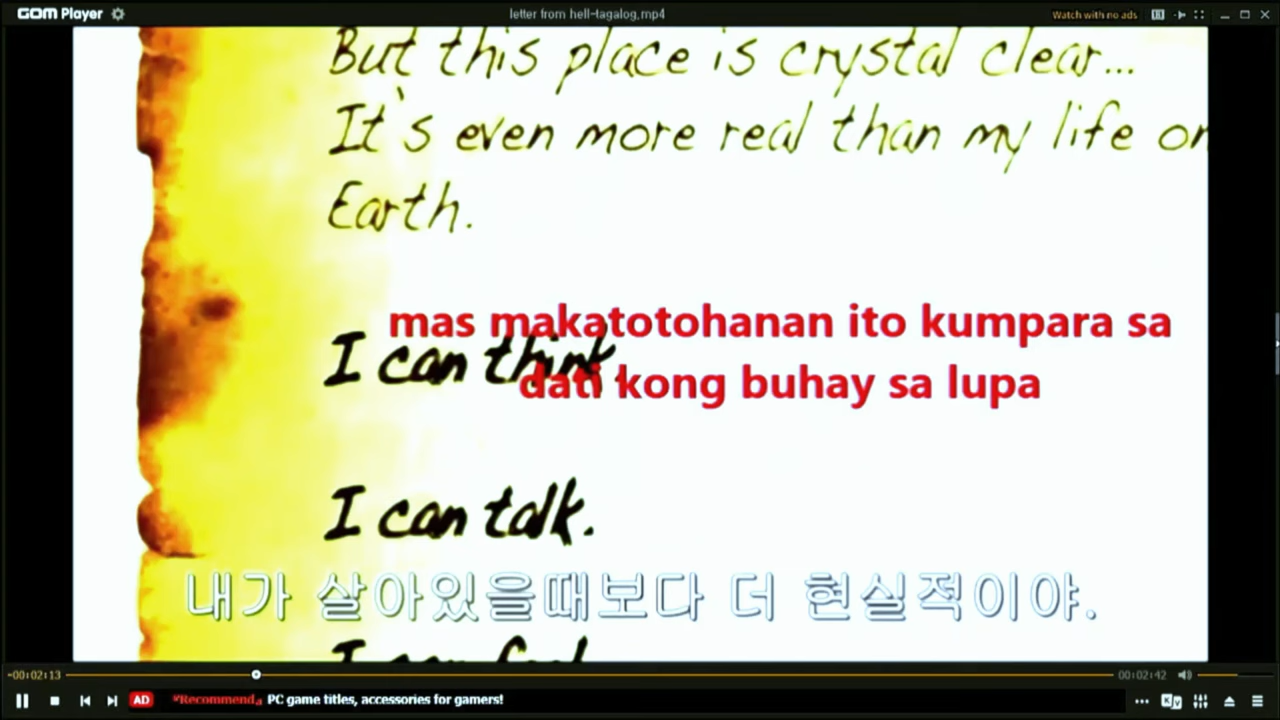 GOM Player
letter from hell-tagalog.mp4
Watch with no ads
But this place is crystal clear...
It's even more real than my life on
Earth.
mas makatotohanan ito kumpara sa
I can think.
dati kong buhay sa lupa
I can talk.
내가 살아있을때보다 더 현실적이야.
I can feel
-00:02:13
00:02:42
AD
*Recommend
PC game titles, accessories for gamers!